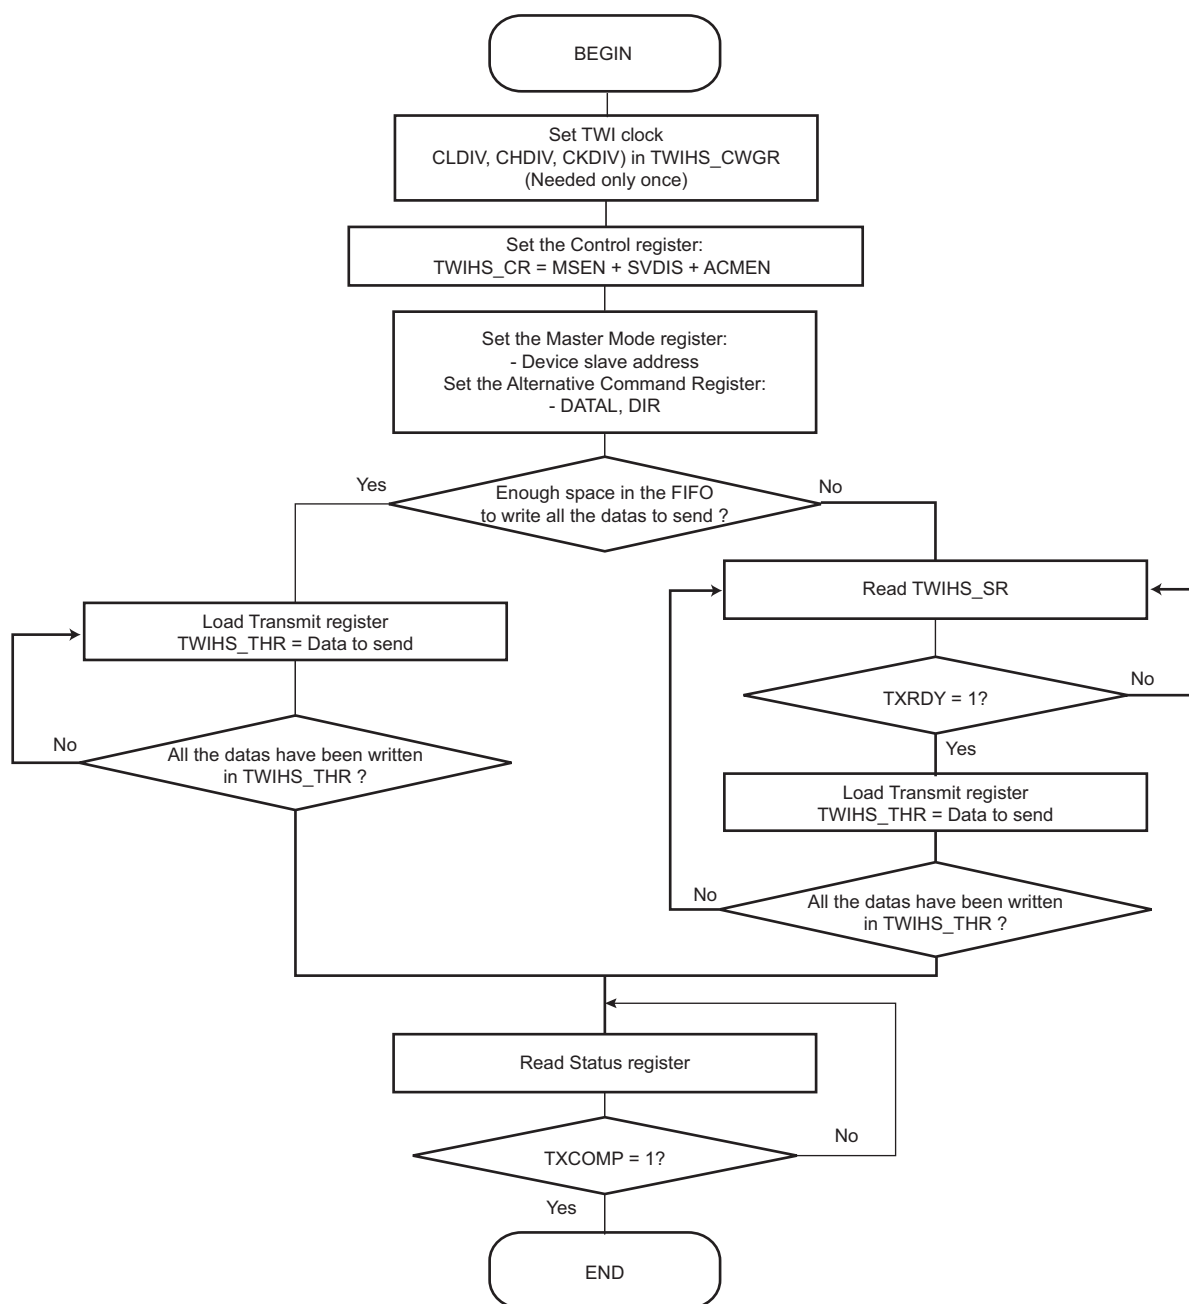 BEGIN
Set TWI clock
CLDIV, CHDIV, CKDIV) in TWIHS_CWGR
(Needed only once)
Set the Control register:
TWIHS_CR = MSEN + SVDIS + ACMEN
Set the Master Mode register:
- Device slave address
Set the Alternative Command Register:
- DATAL, DIR
Yes
Enough space in the FIFO
to write all the datas to send ?
No
Read TWIHS_SR
Load Transmit register
TWIHS_THR = Data to send
TXRDY = 1?
No
Yes
No
All the datas have been written
in TWIHS_THR ?
Load Transmit register
TWIHS_THR = Data to send
No
All the datas have been written
in TWIHS_THR ?
Read Status register
TXCOMP = 1?
No
Yes
END